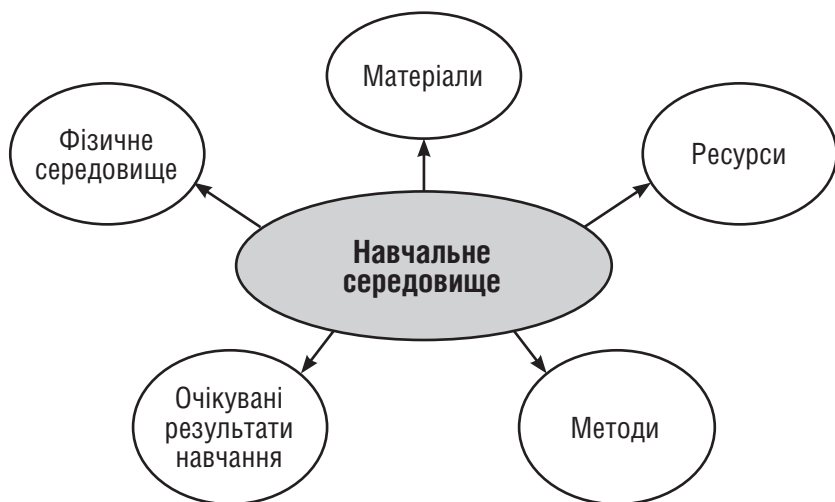 Матеріали
Фізичне
середовище
Ресурси
Навчальне
середовище
Очікувані
результати
навчання
Методи